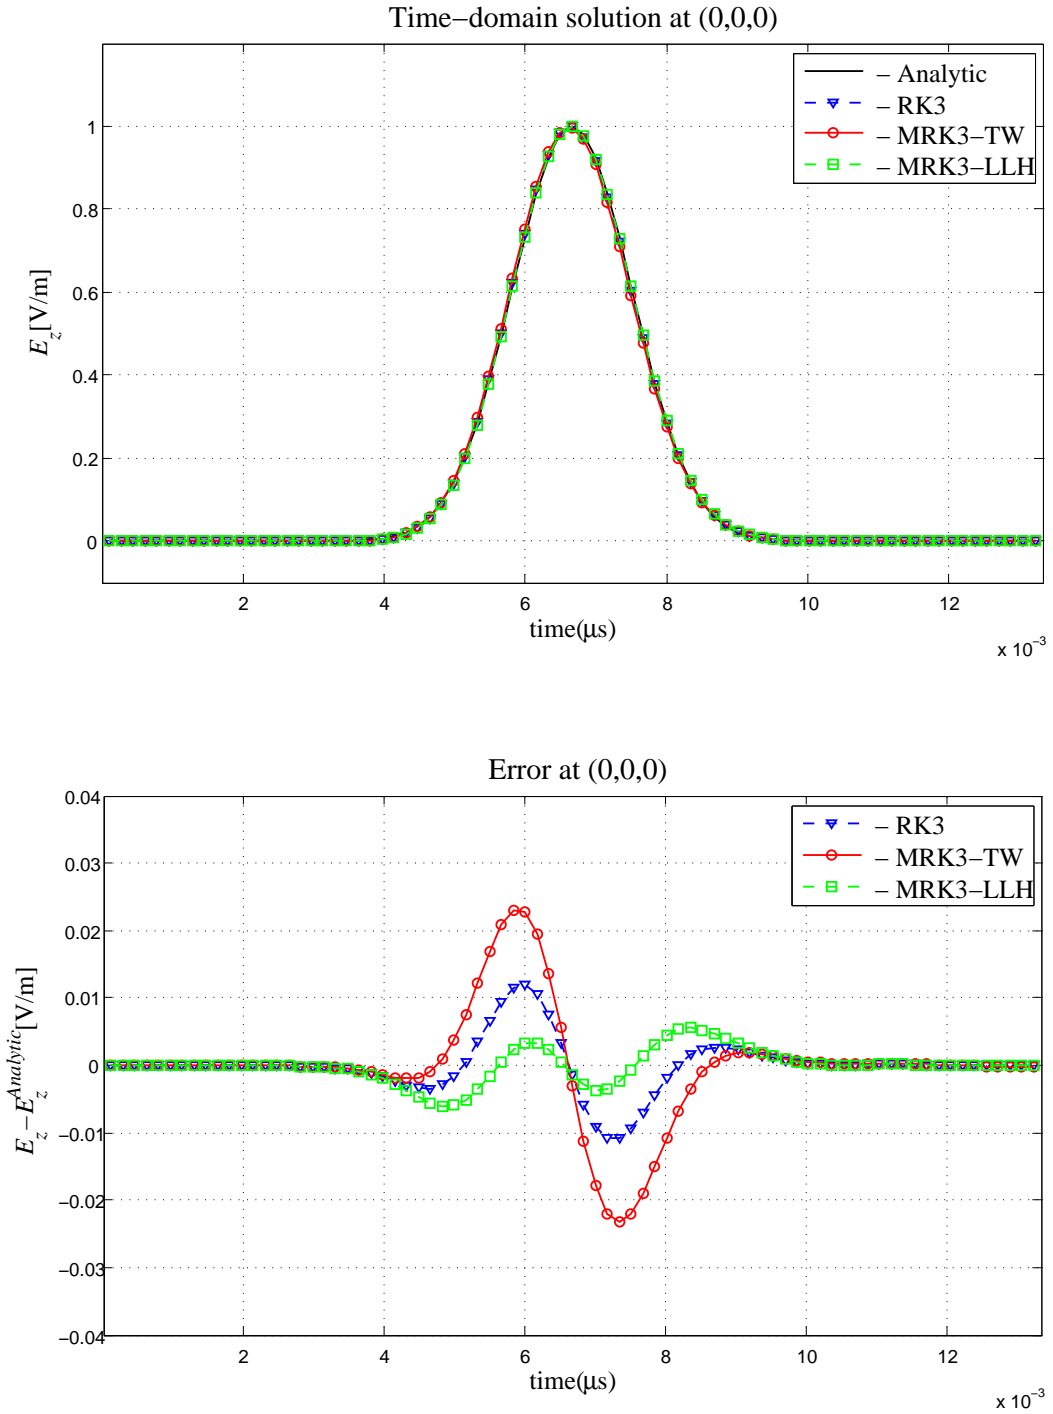 Time−domain solution at (0,0,0)
− Analytic
− RK3
− MRK3−TW
− MRK3−LLH
1
0.8
0.6
0.4
0.2
0
E_z[V/m]
2 4 6 8 10 12
time(μs)
x 10^−3
Error at (0,0,0)
− RK3
− MRK3−TW
− MRK3−LLH
0.04
0.03
0.02
0.01
0
−0.01
−0.02
−0.03
−0.04
E_z−E_z^Analytic[V/m]
2 4 6 8 10 12
time(μs)
x 10^−3